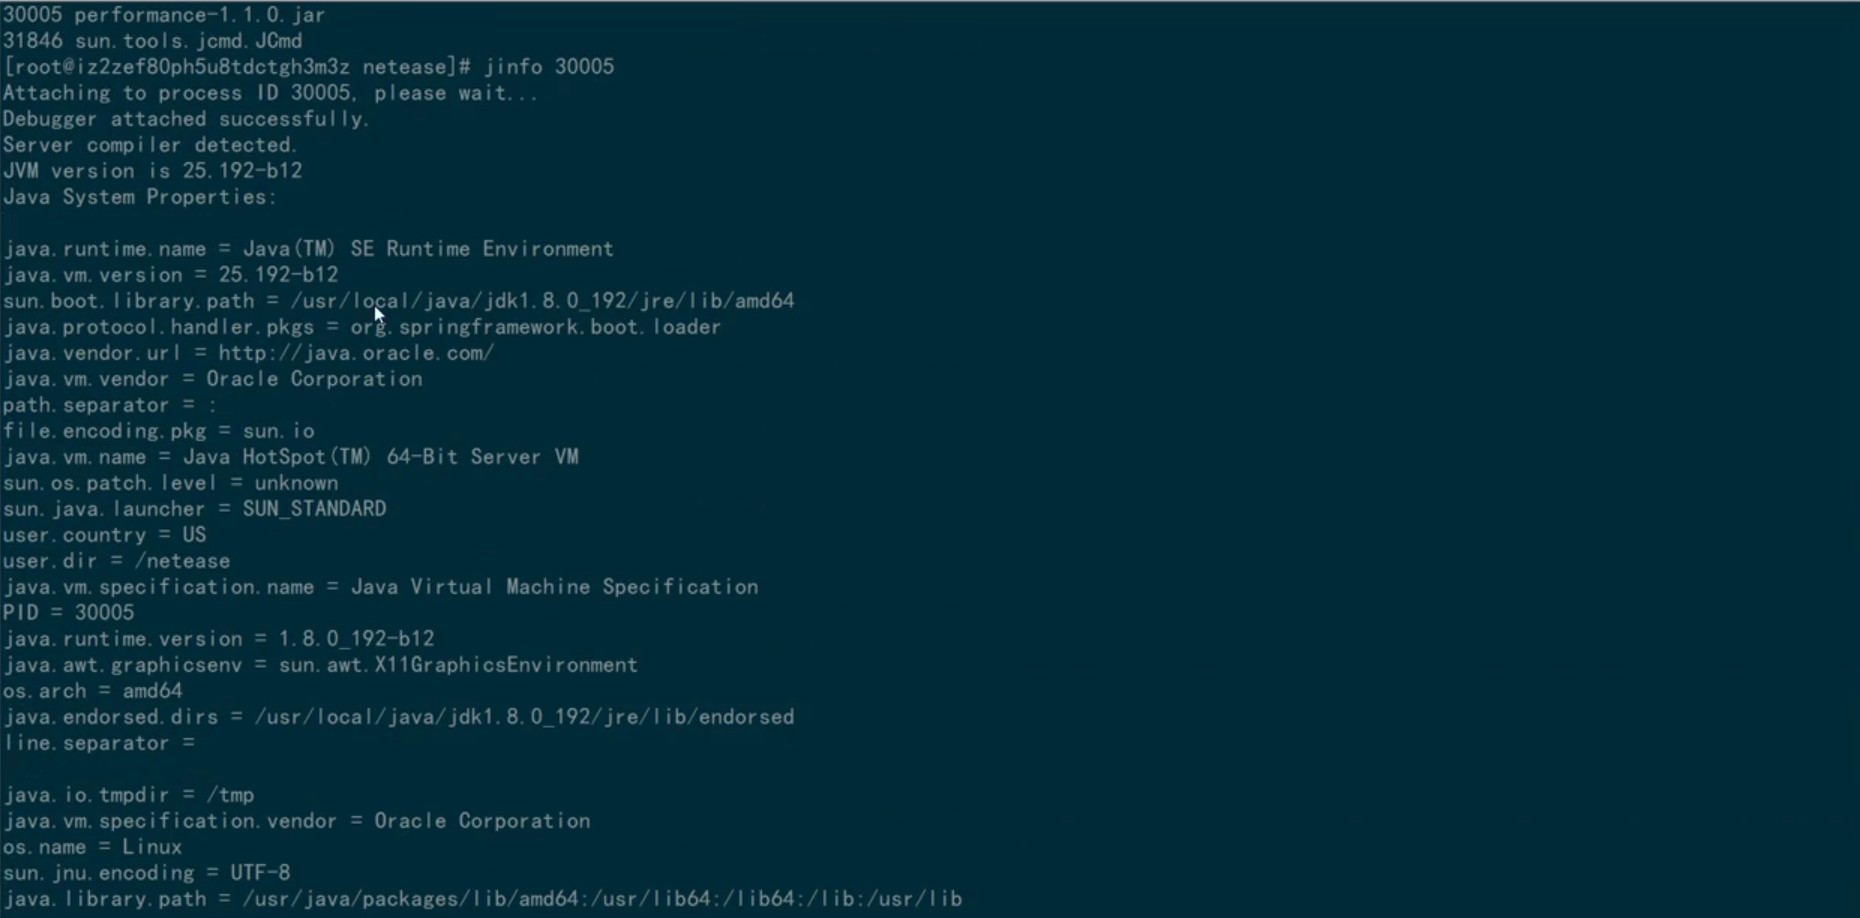 30005 performance-1.1.0.jar
31846 sun.tools.jcmd.JCmd
[root@iz2zef80ph5u8tdctgh3m3z netease]# jinfo 30005
Attaching to process ID 30005, please wait...
Debugger attached successfully.
Server compiler detected.
JVM version is 25.192-b12
Java System Properties:
java.runtime.name = Java(TM) SE Runtime Environment
java.vm.version = 25.192-b12
sun.boot.library.path = /usr/local/java/jdk1.8.0_192/jre/lib/amd64
java.protocol.handler.pkgs = org.springframework.boot.loader
java.vendor.url = http://java.oracle.com/
java.vm.vendor = Oracle Corporation
path.separator = :
file.encoding.pkg = sun.io
java.vm.name = Java HotSpot(TM) 64-Bit Server VM
sun.os.patch.level = unknown
sun.java.launcher = SUN_STANDARD
user.country = US
user.dir = /netease
java.vm.specification.name = Java Virtual Machine Specification
PID = 30005
java.runtime.version = 1.8.0_192-b12
java.awt.graphicsenv = sun.awt.X11GraphicsEnvironment
os.arch = amd64
java.endorsed.dirs = /usr/local/java/jdk1.8.0_192/jre/lib/endorsed
line.separator =
java.io.tmpdir = /tmp
java.vm.specification.vendor = Oracle Corporation
os.name = Linux
sun.jnu.encoding = UTF-8
java.library.path = /usr/java/packages/lib/amd64:/usr/lib64:/lib64:/lib:/usr/lib